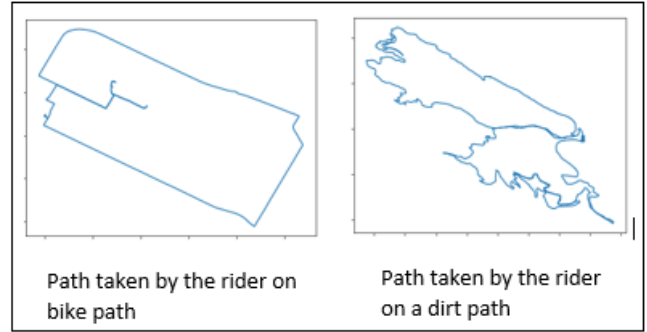 Path taken by the rider on
bike path
Path taken by the rider
on a dirt path